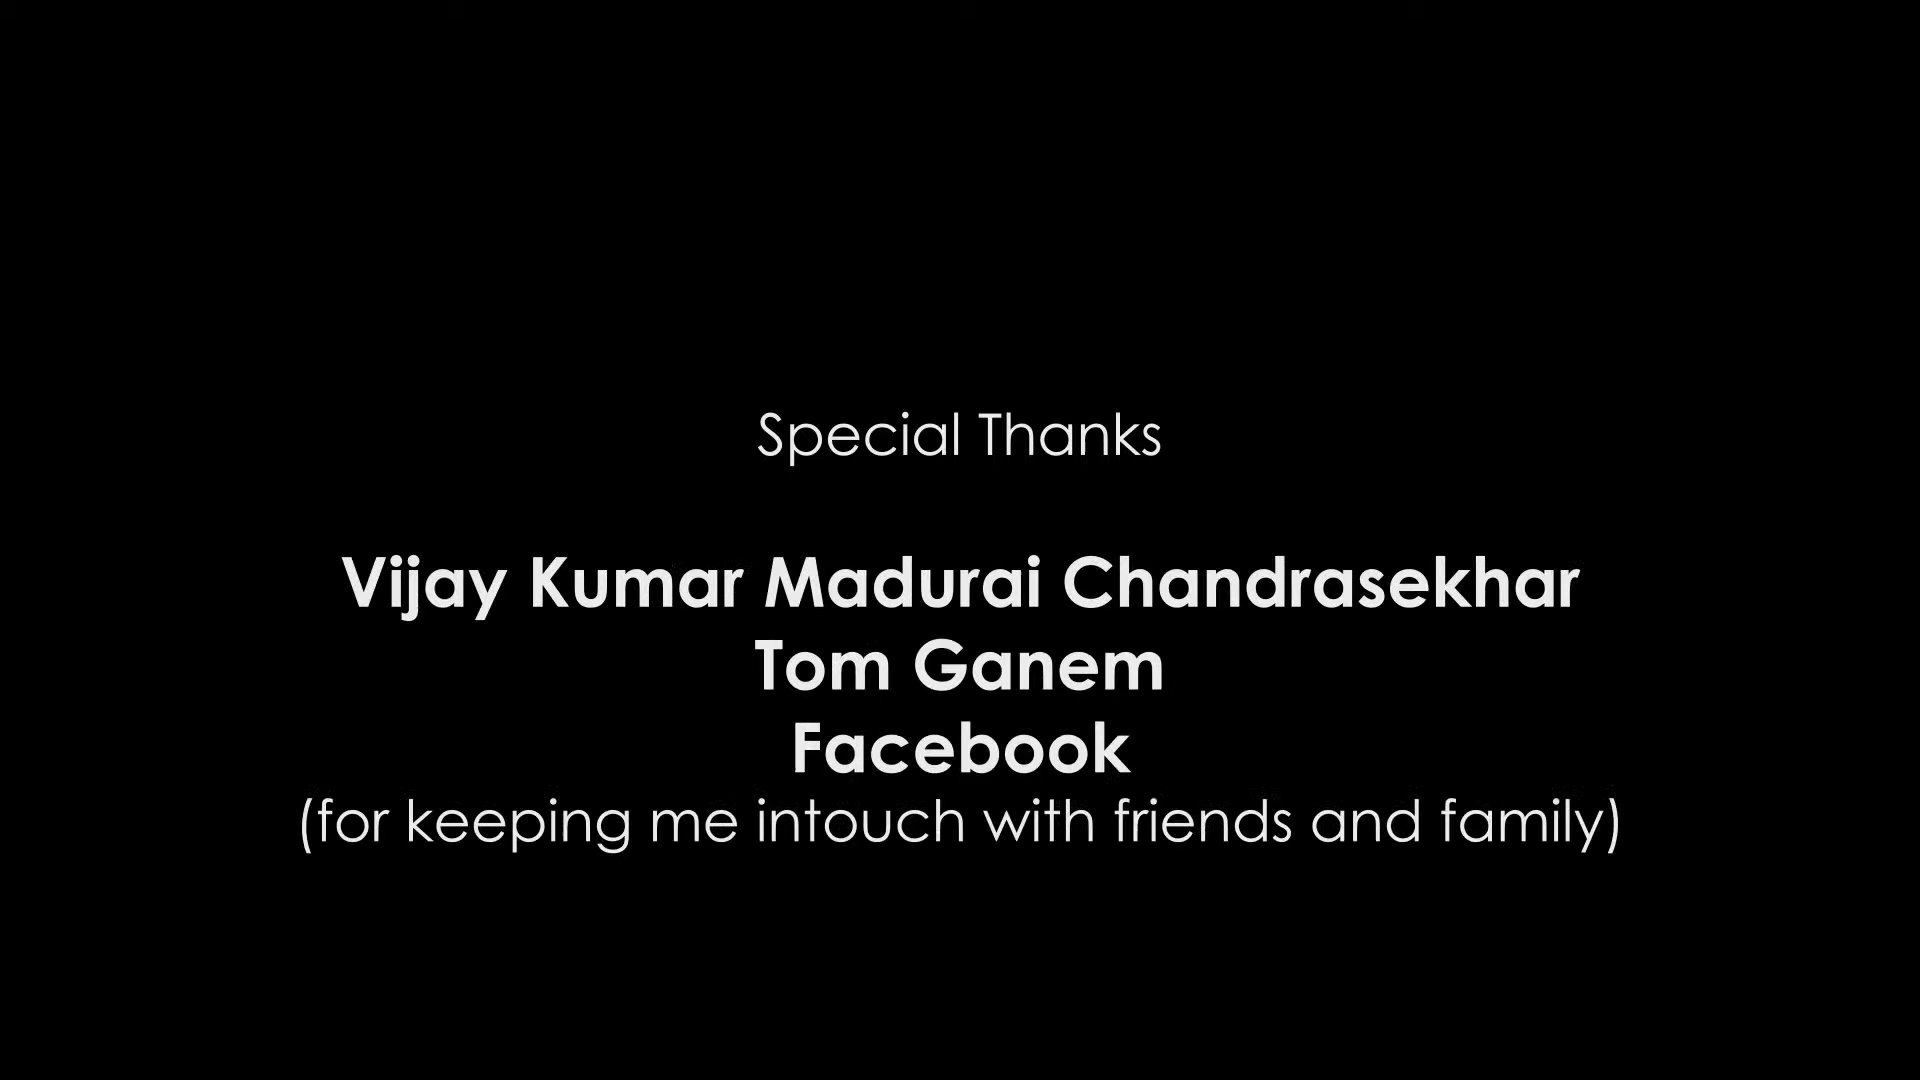 Special Thanks
Vijay Kumar Madurai Chandrasekhar
Tom Ganem
Facebook
(for keeping me intouch with friends and family)